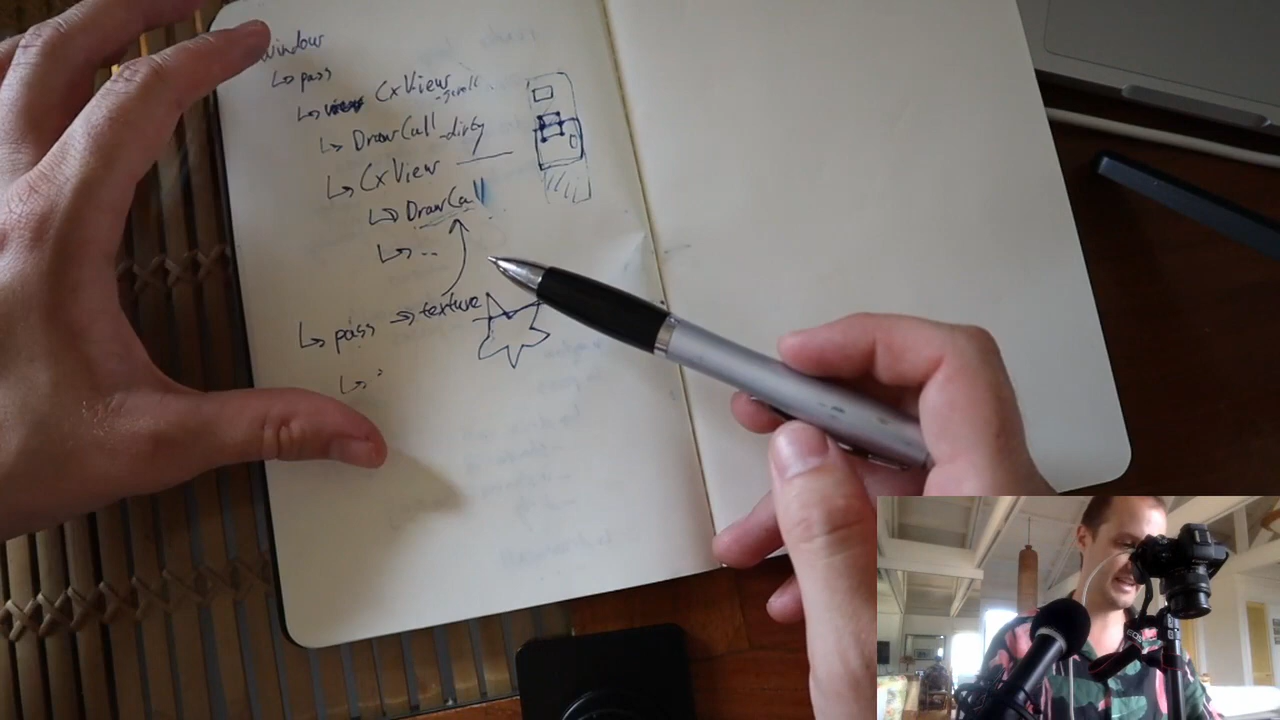 window
↳ pass
↳ CxView -scroll
↳ DrawCall -dirty
↳ CxView
↳ DrawCall
↳ ..
↳ pass → texture
↳